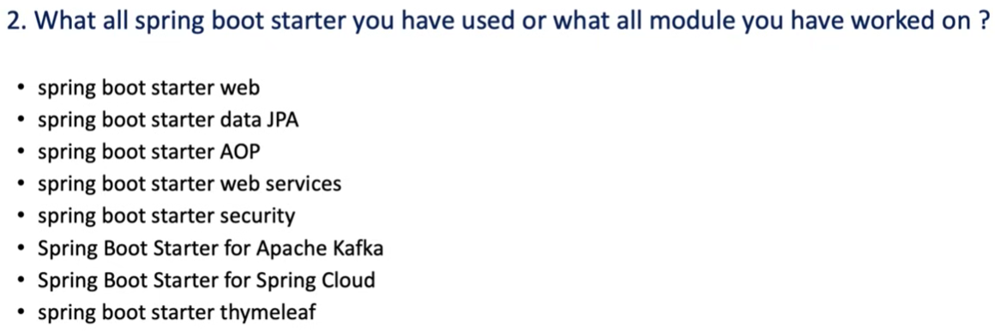 2. What all spring boot starter you have used or what all module you have worked on ?
• spring boot starter web
• spring boot starter data JPA
• spring boot starter AOP
• spring boot starter web services
• spring boot starter security
• Spring Boot Starter for Apache Kafka
• Spring Boot Starter for Spring Cloud
• spring boot starter thymeleaf